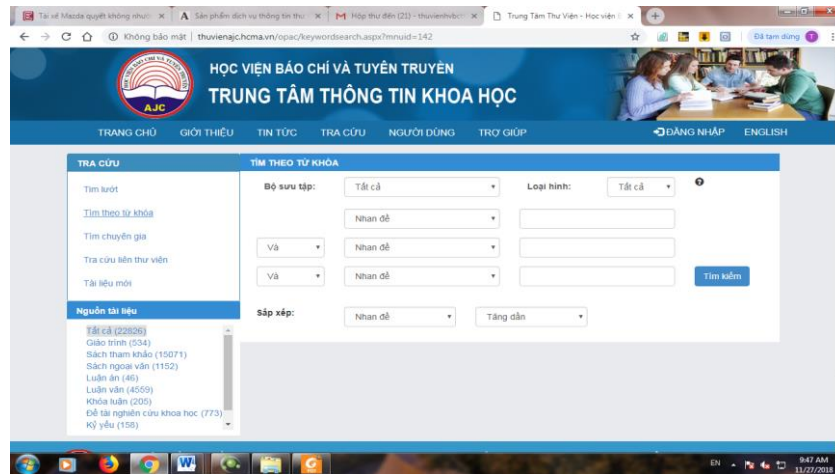 Tài xế Mazda quyết không nhườ
Sản phẩm dịch vụ thông tin thư
Hộp thư đến (21) - thuvienhvbct
Trung Tâm Thư Viện - Học viện
Không bảo mật | thuvienajc.hcma.vn/opac/keywordsearch.aspx?mnuid=142
Đã tạm dừng
HỌC VIỆN BÁO CHÍ VÀ TUYÊN TRUYỀN
TRUNG TÂM THÔNG TIN KHOA HỌC
AJC
TRANG CHỦ GIỚI THIỆU TIN TỨC TRA CỨU NGƯỜI DÙNG TRỢ GIÚP ĐĂNG NHẬP ENGLISH
TRA CỨU
Tìm lướt
Tìm theo từ khóa
Tìm chuyên gia
Tra cứu liên thư viện
Tài liệu mới
Nguồn tài liệu
Tất cả (22826)
Giáo trình (534)
Sách tham khảo (15071)
Sách ngoại văn (1152)
Luận án (46)
Luận văn (4559)
Khóa luận (205)
Đề tài nghiên cứu khoa học (773)
Kỷ yếu (158)
TÌM THEO TỪ KHÓA
Bộ sưu tập: Tất cả Loại hình: Tất cả
Nhan đề
Và Nhan đề
Và Nhan đề Tìm kiếm
Sắp xếp: Nhan đề Tăng dần
EN 9:47 AM
11/27/2018